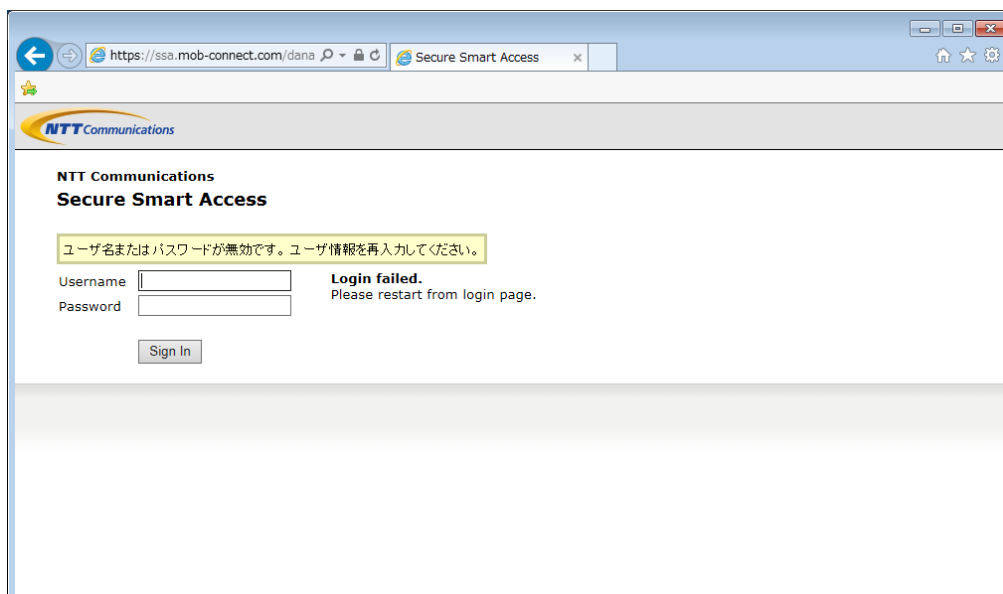 https://ssa.mob-connect.com/dana
Secure Smart Access
NTT Communications
NTT Communications
Secure Smart Access
ユーザ名またはパスワードが無効です。ユーザ情報を再入力してください。
Username
Login failed.
Please restart from login page.
Password
Sign In